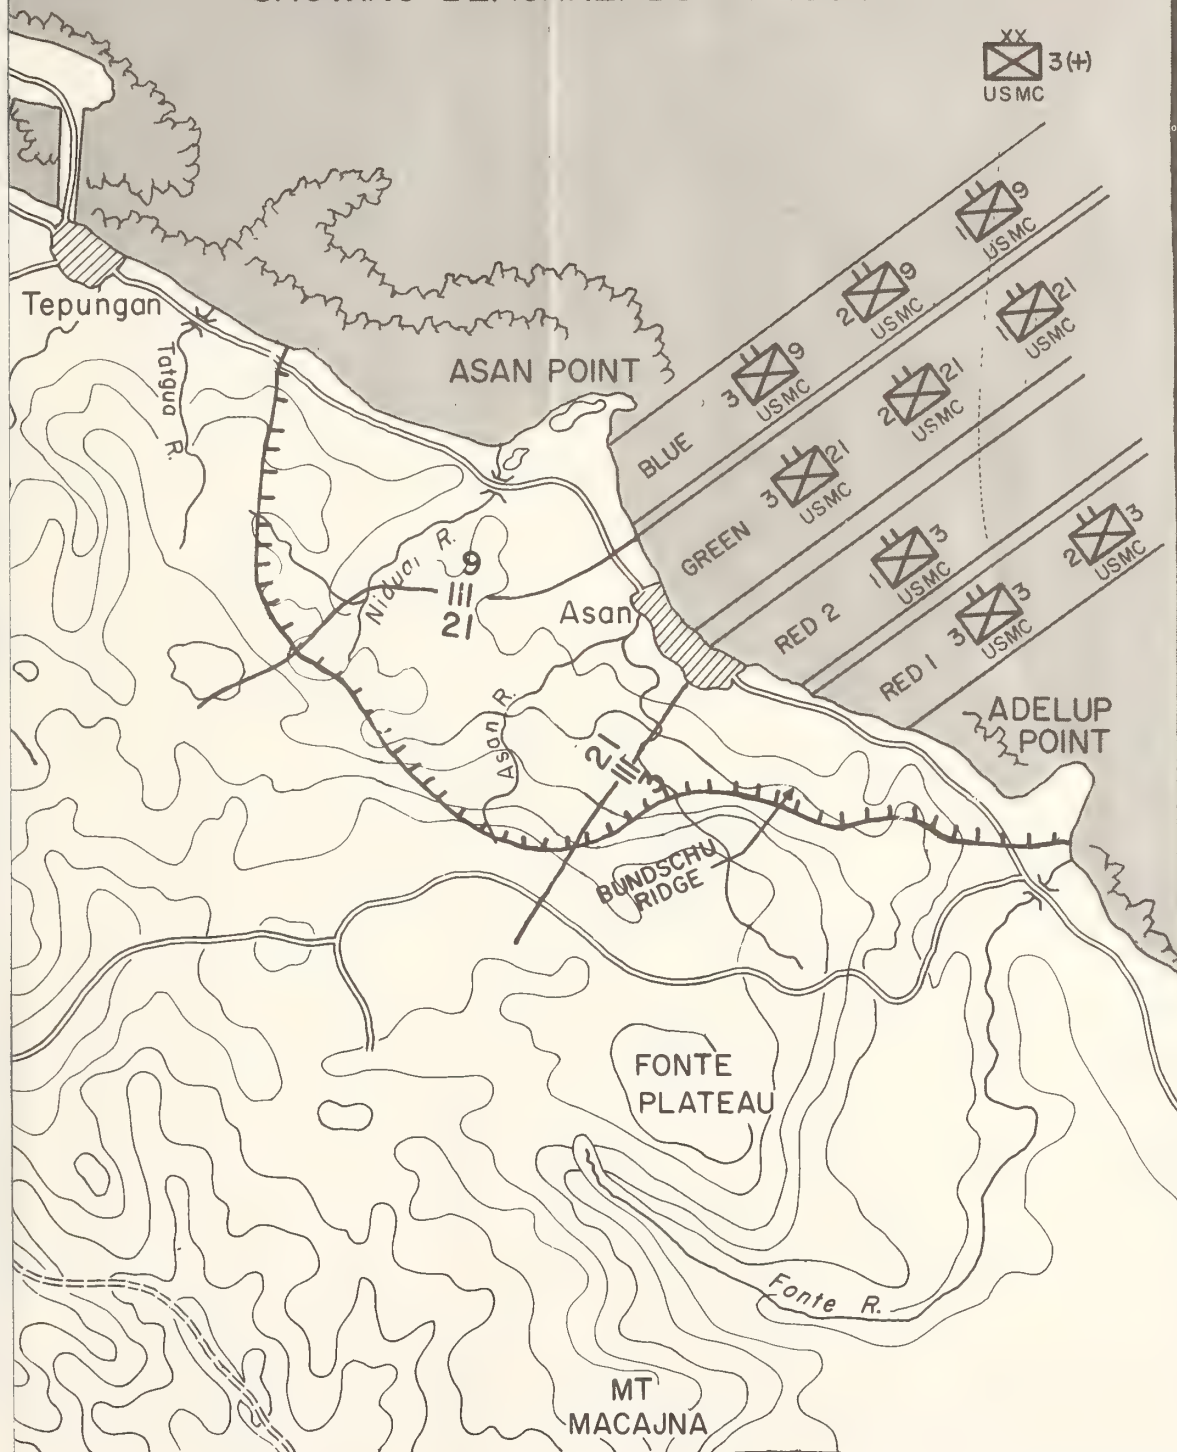 XX
3(+)
USMC
1 9
USMC
2 9
USMC
1 21
USMC
3 9
USMC
2 21
USMC
BLUE
3 21
USMC
GREEN
1 3
USMC
2 3
USMC
RED 2
3 3
USMC
RED 1
Tepungan
Tatgua R.
ASAN POINT
Nidual R.
9
III
21
Asan
Asan R.
21
III
3
ADELUP
POINT
BUNDSCHU
RIDGE
FONTE
PLATEAU
Fonte R.
MT
MACAJNA